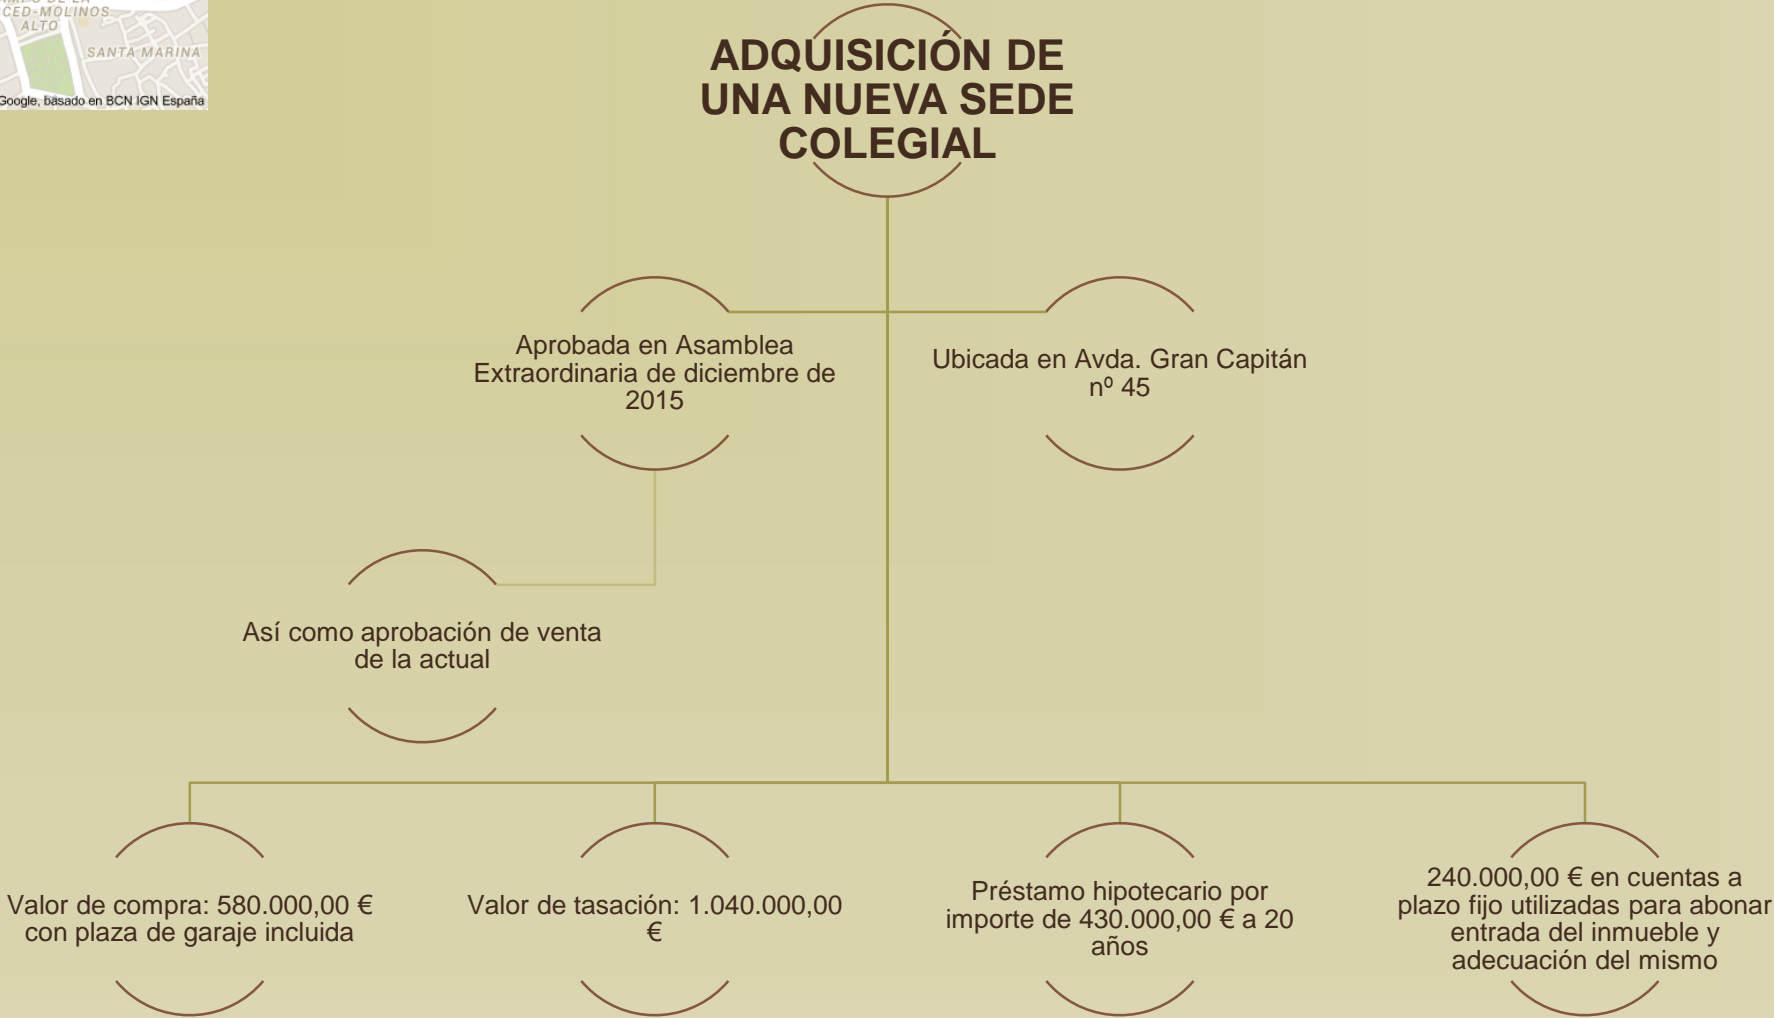 CED-MOLINOS
ALTO
SANTA MARINA
Google, basado en BCN IGN España
ADQUISICIÓN DE
UNA NUEVA SEDE
COLEGIAL
Aprobada en Asamblea
Extraordinaria de diciembre de
2015
Ubicada en Avda. Gran Capitán
nº 45
Así como aprobación de venta
de la actual
Valor de compra: 580.000,00 €
con plaza de garaje incluida
Valor de tasación: 1.040.000,00
€
Préstamo hipotecario por
importe de 430.000,00 € a 20
años
240.000,00 € en cuentas a
plazo fijo utilizadas para abonar
entrada del inmueble y
adecuación del mismo